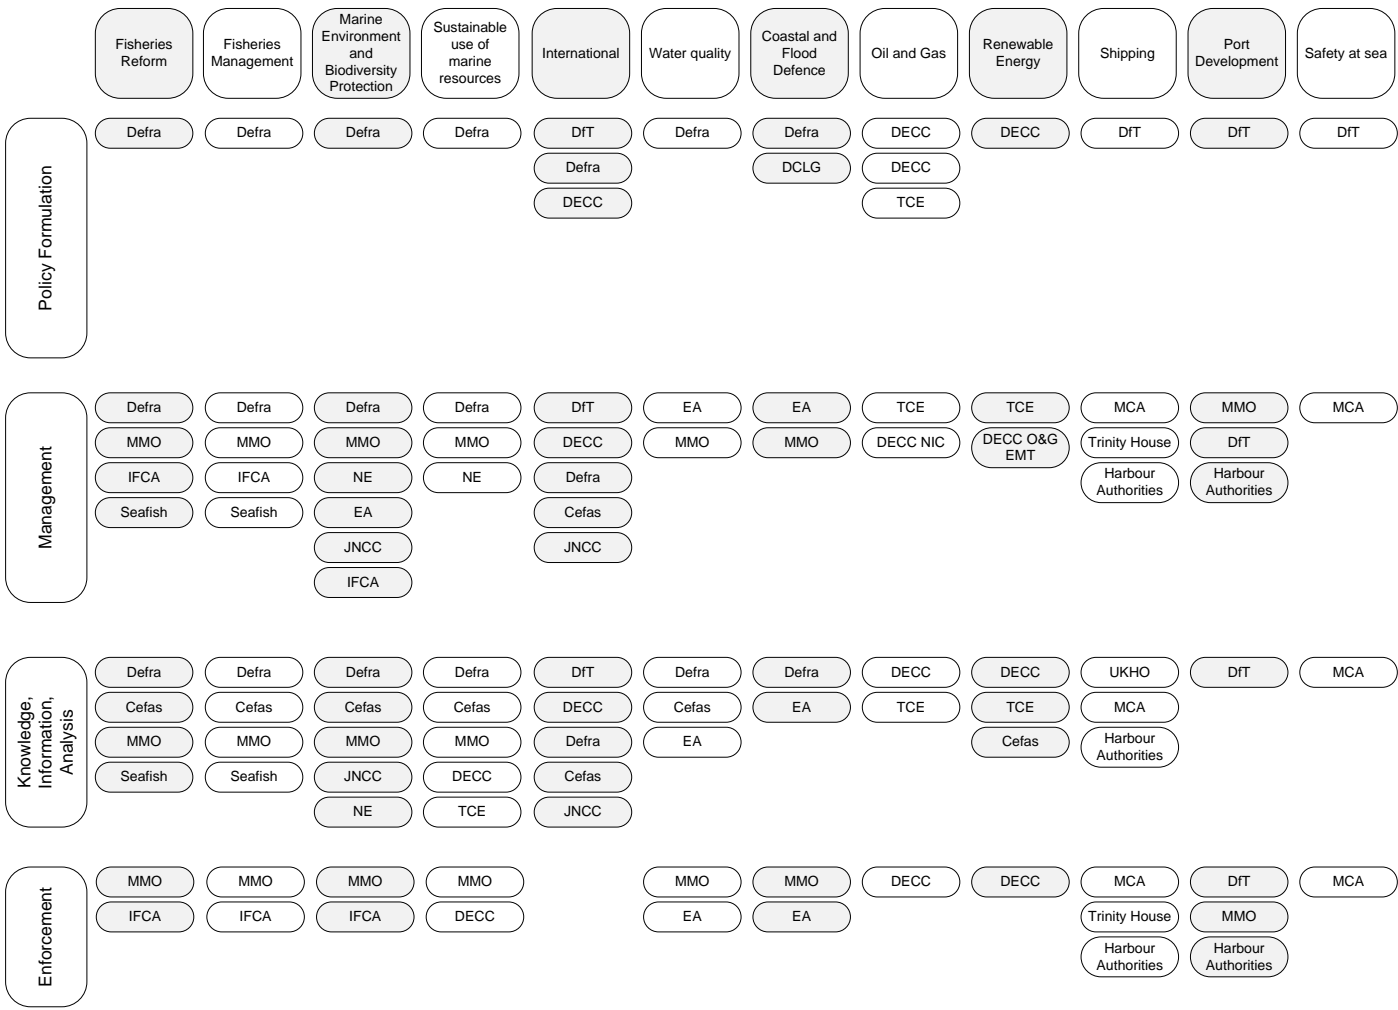 Fisheries
Reform
Fisheries
Management
Marine
Environment
and
Biodiversity
Protection
Sustainable
use of
marine
resources
International
Water quality
Coastal and
Flood
Defence
Oil and Gas
Renewable
Energy
Shipping
Port
Development
Safety at sea
Policy Formulation
Defra
Defra
Defra
Defra
DfT
Defra
Defra
DECC
DECC
DfT
DfT
DfT
Defra
DCLG
DECC
DECC
TCE
Management
Defra
Defra
Defra
Defra
DfT
EA
EA
TCE
TCE
MCA
MMO
MCA
MMO
MMO
MMO
MMO
DECC
MMO
MMO
DECC NIC
DECC O&G
EMT
Trinity House
DfT
IFCA
IFCA
NE
NE
Defra
Harbour
Authorities
Harbour
Authorities
Seafish
Seafish
EA
Cefas
JNCC
JNCC
IFCA
Knowledge,
Information,
Analysis
Defra
Defra
Defra
Defra
DfT
Defra
Defra
DECC
DECC
UKHO
DfT
MCA
Cefas
Cefas
Cefas
Cefas
DECC
Cefas
EA
TCE
TCE
MCA
MMO
MMO
MMO
MMO
Defra
EA
Cefas
Harbour
Authorities
Seafish
Seafish
JNCC
DECC
Cefas
NE
TCE
JNCC
Enforcement
MMO
MMO
MMO
MMO
MMO
MMO
DECC
DECC
MCA
DfT
MCA
IFCA
IFCA
IFCA
DECC
EA
EA
Trinity House
MMO
Harbour
Authorities
Harbour
Authorities